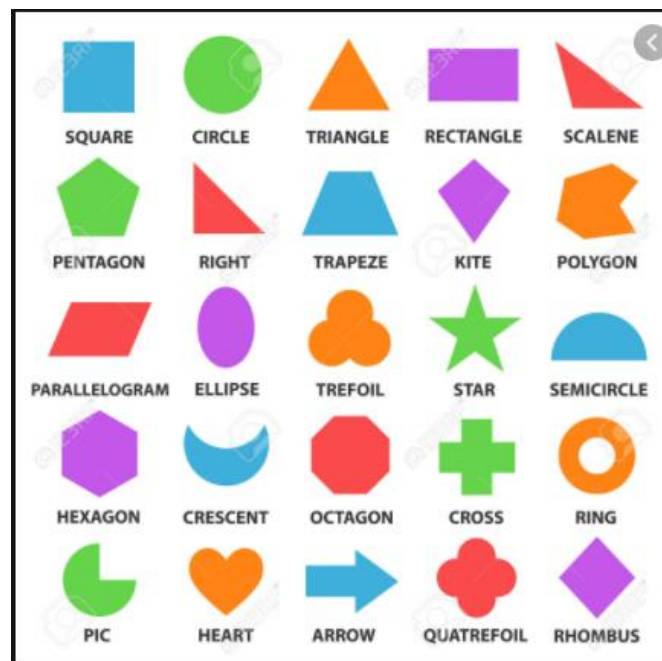 SQUARE CIRCLE TRIANGLE RECTANGLE SCALENE
PENTAGON RIGHT TRAPEZE KITE POLYGON
PARALLELOGRAM ELLIPSE TREFOIL STAR SEMICIRCLE
HEXAGON CRESCENT OCTAGON CROSS RING
PIC HEART ARROW QUATREFOIL RHOMBUS